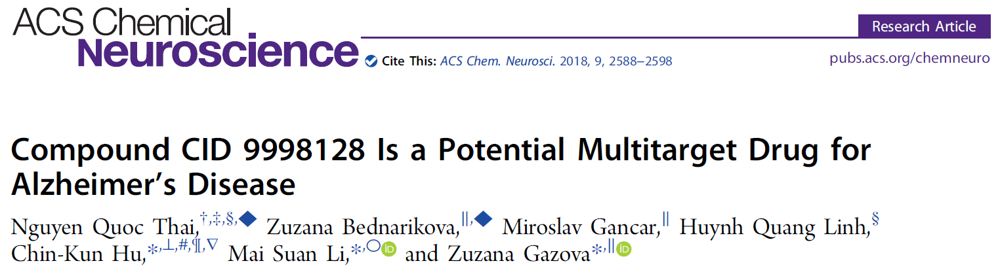 ACS Chemical
Neuroscience
Research Article
Cite This: ACS Chem. Neurosci. 2018, 9, 2588−2598
pubs.acs.org/chemneuro
Compound CID 9998128 Is a Potential Multitarget Drug for
Alzheimer’s Disease
Nguyen Quoc Thai,†,‡,§,◆ Zuzana Bednarikova,∥,◆ Miroslav Gancar,∥ Huynh Quang Linh,§
Chin-Kun Hu,*,⊥,#,¶,∇ Mai Suan Li,*,○ iD and Zuzana Gazova*,∥ iD